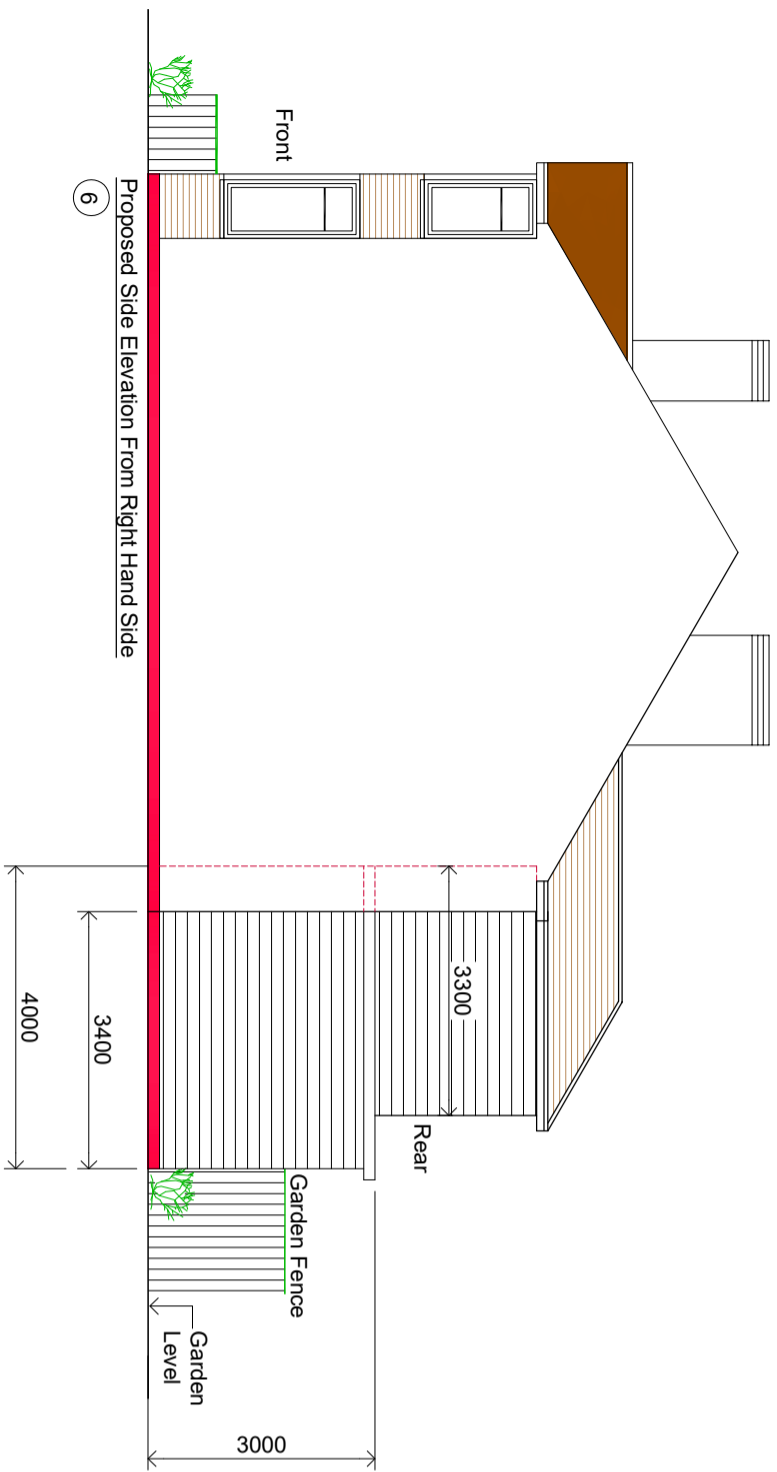 Front
6
Proposed Side Elevation From Right Hand Side
3300
Rear
Garden Fence
Garden
Level
3400
4000
3000